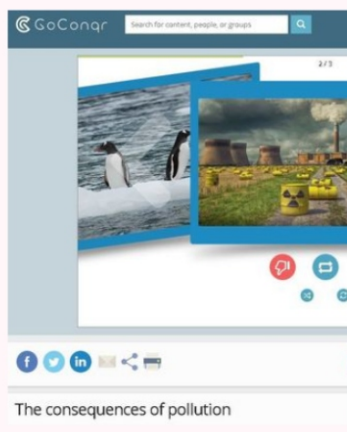 GoConqr
Search for content, people, or groups
2/3
The consequences of pollution